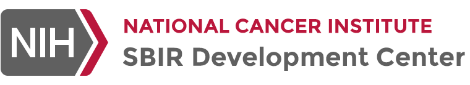 NIH
NATIONAL CANCER INSTITUTE
SBIR Development Center